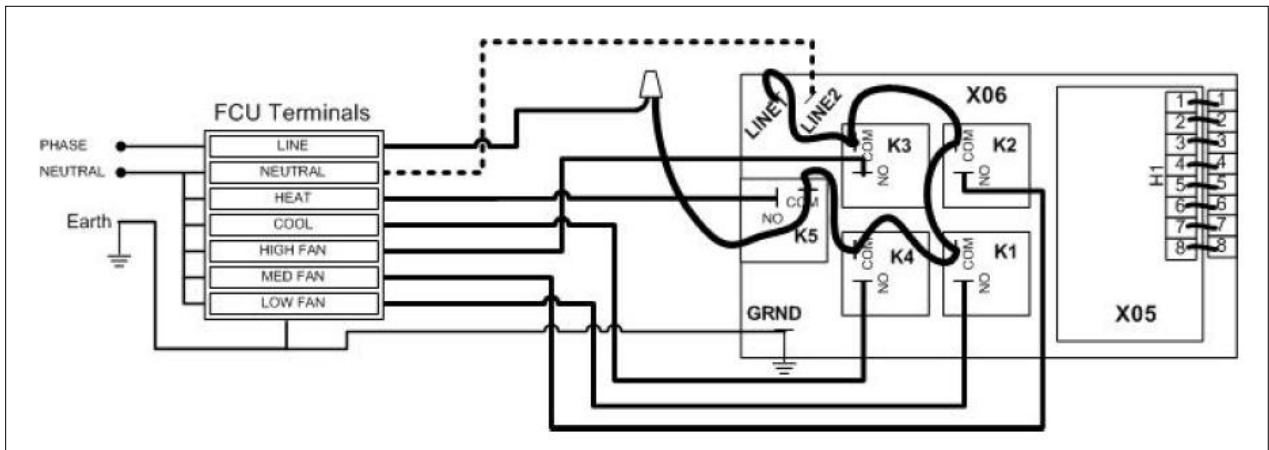 FCU Terminals
PHASE
LINE
NEUTRAL
NEUTRAL
HEAT
Earth
COOL
HIGH FAN
MED FAN
LOW FAN
LINE1
LINE2
X06
COM
K3
NO
COM
K2
NO
COM
NO
K5
COM
K4
NO
COM
K1
NO
GRND
H1
1 1
2 2
3 3
4 4
5 5
6 6
7 7
8 8
X05